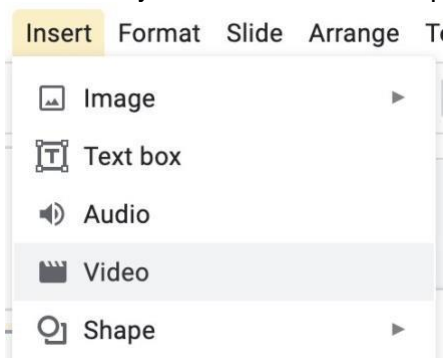 Insert Format Slide Arrange
Image
Text box
Audio
Video
Shape